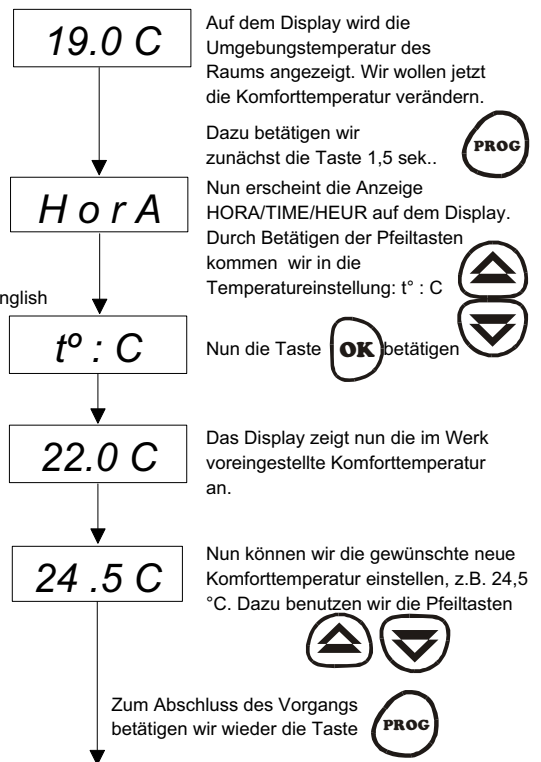 19.0 C
Auf dem Display wird die
Umgebungstemperatur des
Raums angezeigt. Wir wollen jetzt
die Komforttemperatur verändern.
Dazu betätigen wir
zunächst die Taste 1,5 sek..
PROG
H o r A
Nun erscheint die Anzeige
HORA/TIME/HEUR auf dem Display.
Durch Betätigen der Pfeiltasten
kommen wir in die
Temperatureinstellung: t° : C
nglish
tº : C
Nun die Taste OK betätigen
22.0 C
Das Display zeigt nun die im Werk
voreingestellte Komforttemperatur
an.
24 .5 C
Nun können wir die gewünschte neue
Komforttemperatur einstellen, z.B. 24,5
°C. Dazu benutzen wir die Pfeiltasten
Zum Abschluss des Vorgangs
betätigen wir wieder die Taste PROG